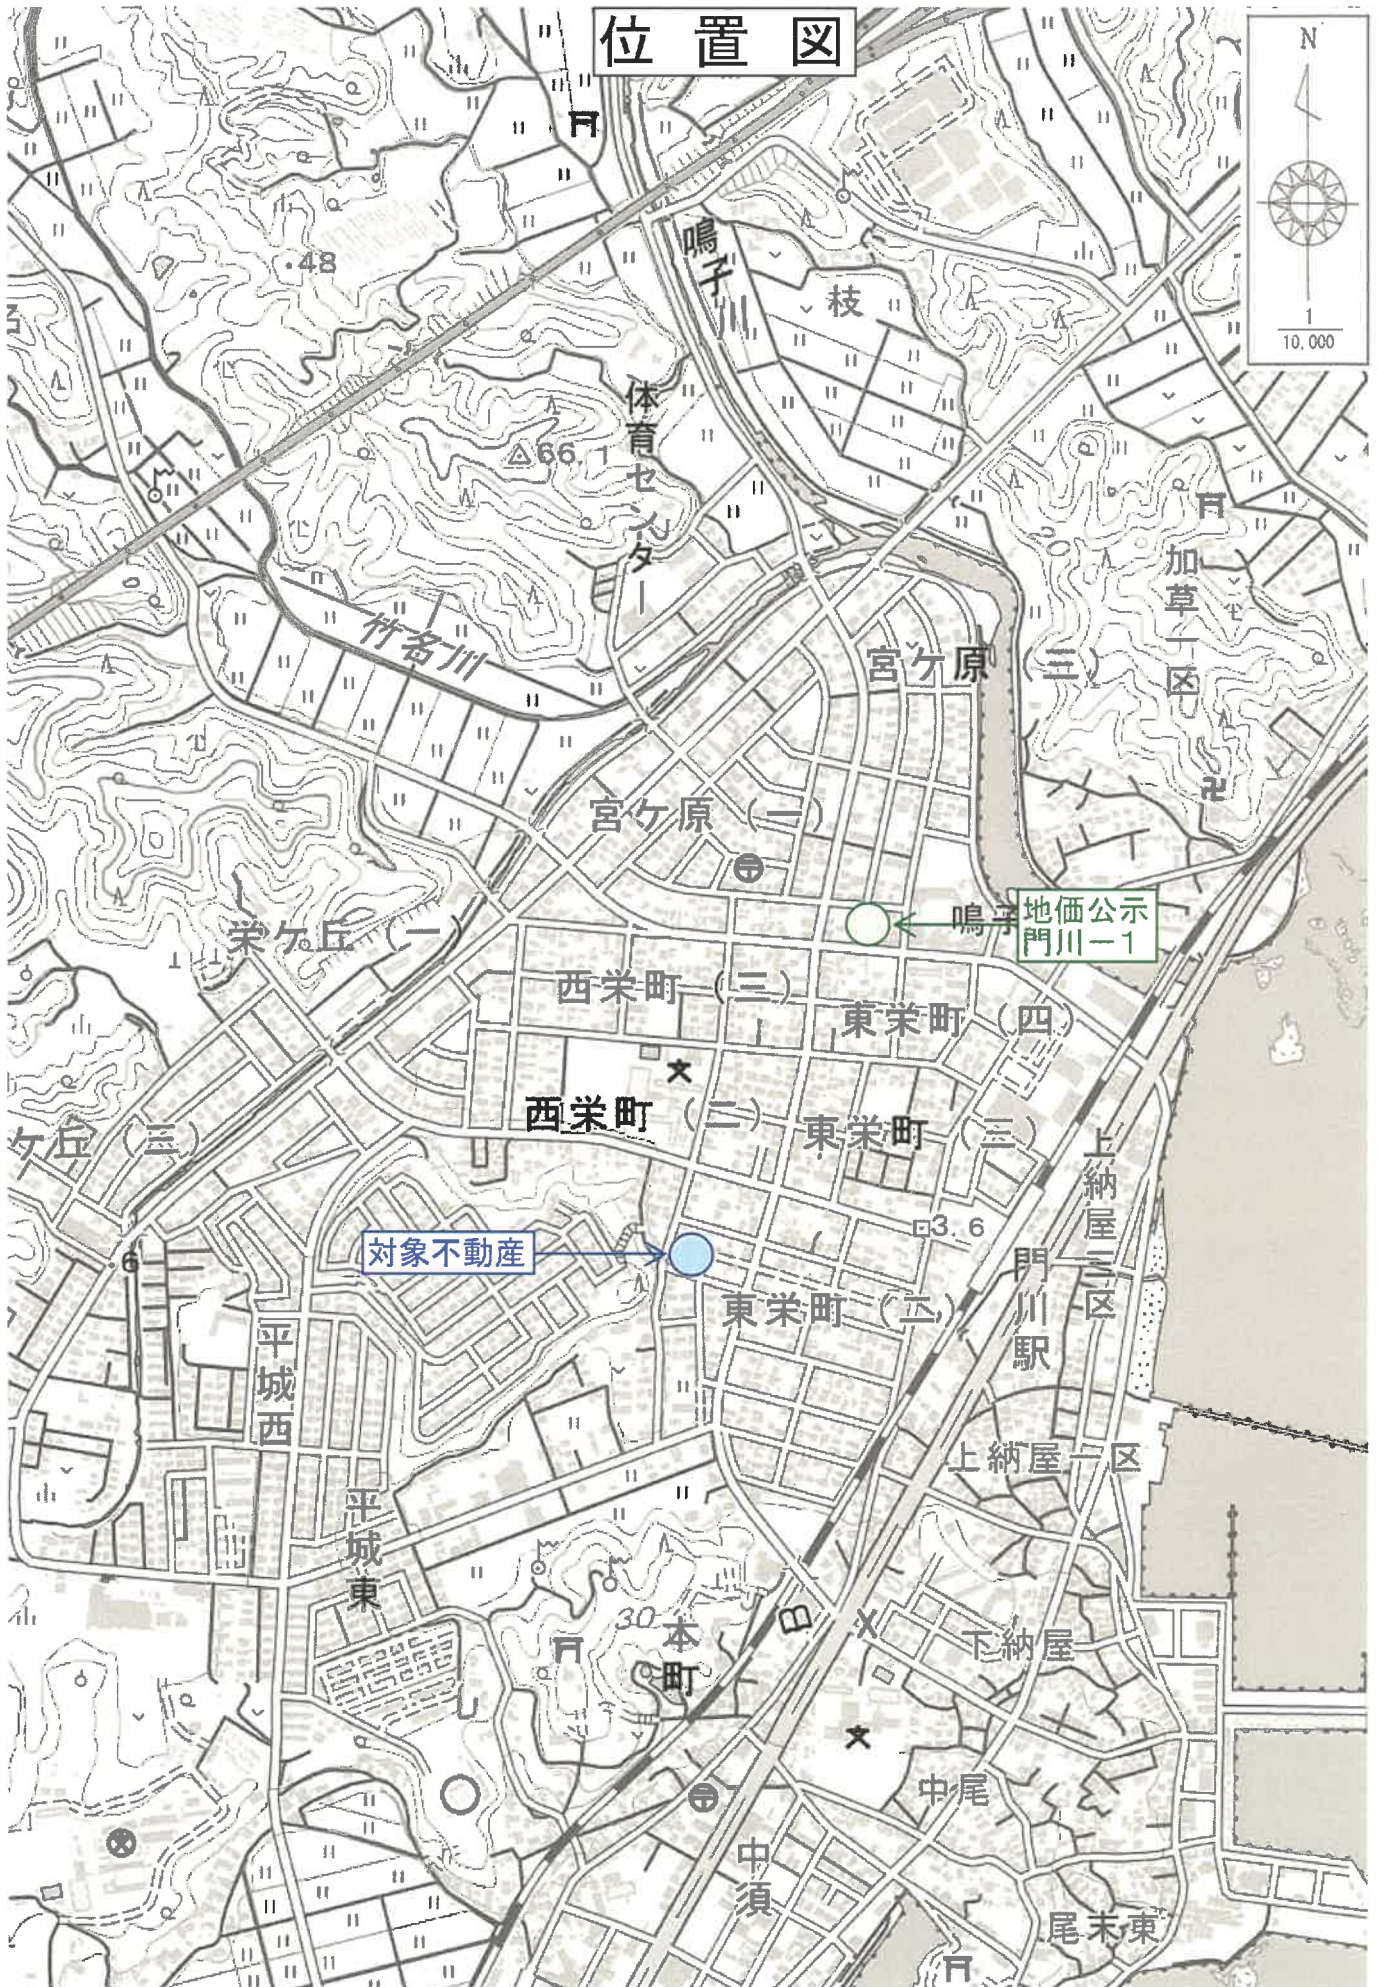 位置図
N
1
10,000
鳴子川
枝
・48
体育センター
66.1
加草一区
竹名川
宮ケ原（三）
宮ケ原（一）
地価公示
門川－1
鳴子
栄ケ丘（一）
西栄町（三）
東栄町（四）
西栄町（二）
東栄町（三）
ケ丘（三）
上納屋三区
3.6
対象不動産
・6
門川駅
東栄町（二）
平城西
上納屋一区
平城東
30
本町
下納屋
中尾
中須
尾末東